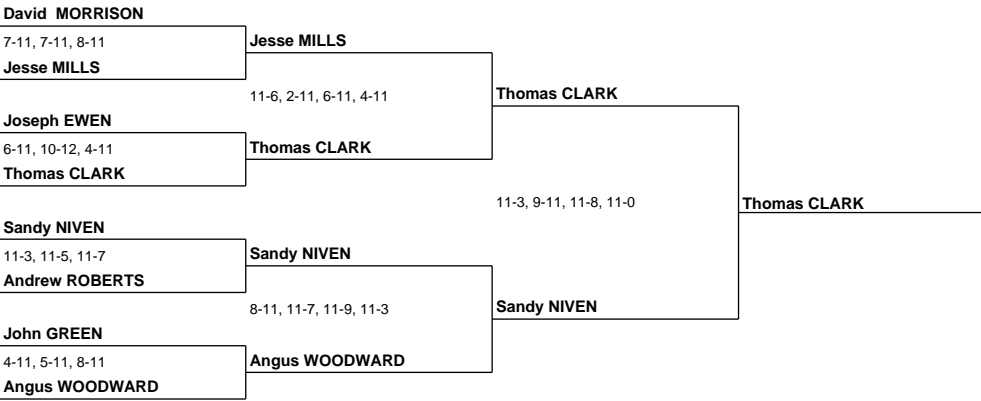 David  MORRISON
7-11, 7-11, 8-11
Jesse MILLS
Jesse MILLS
11-6, 2-11, 6-11, 4-11
Thomas CLARK
Joseph EWEN
6-11, 10-12, 4-11
Thomas CLARK
Thomas CLARK
11-3, 9-11, 11-8, 11-0
Thomas CLARK
Sandy NIVEN
11-3, 11-5, 11-7
Andrew ROBERTS
Sandy NIVEN
8-11, 11-7, 11-9, 11-3
Sandy NIVEN
John GREEN
4-11, 5-11, 8-11
Angus WOODWARD
Angus WOODWARD